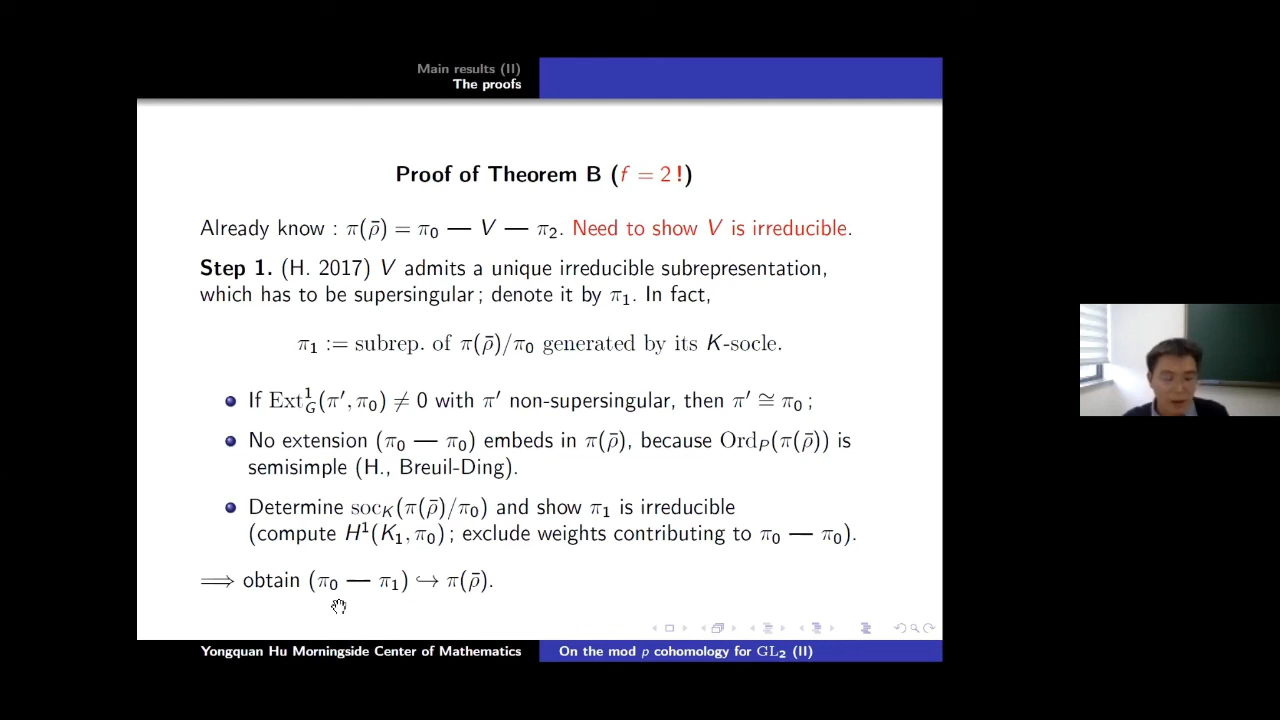 Main results (II)
The proofs
Proof of Theorem B (f = 2 !)
Already know : π(ρ̄) = π₀ — V — π₂. Need to show V is irreducible.
Step 1. (H. 2017) V admits a unique irreducible subrepresentation,
which has to be supersingular ; denote it by π₁. In fact,
π₁ := subrep. of π(ρ̄)/π₀ generated by its K-socle.
If Ext¹_G(π′, π₀) ≠ 0 with π′ non-supersingular, then π′ ≅ π₀ ;
No extension (π₀ — π₀) embeds in π(ρ̄), because Ord_P(π(ρ̄)) is
semisimple (H., Breuil-Ding).
Determine soc_K(π(ρ̄)/π₀) and show π₁ is irreducible
(compute H¹(K₁, π₀) ; exclude weights contributing to π₀ — π₀).
⟹ obtain (π₀ — π₁) ↪ π(ρ̄).
Yongquan Hu Morningside Center of Mathematics
On the mod p cohomology for GL₂ (II)